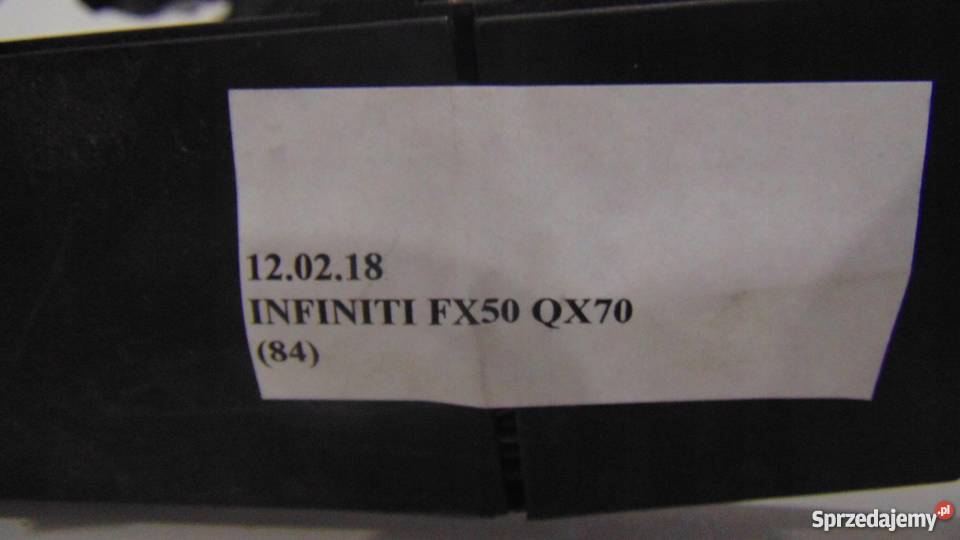 12.02.18
INFINITI FX50 QX70
(84)
Sprzedajemy.pl